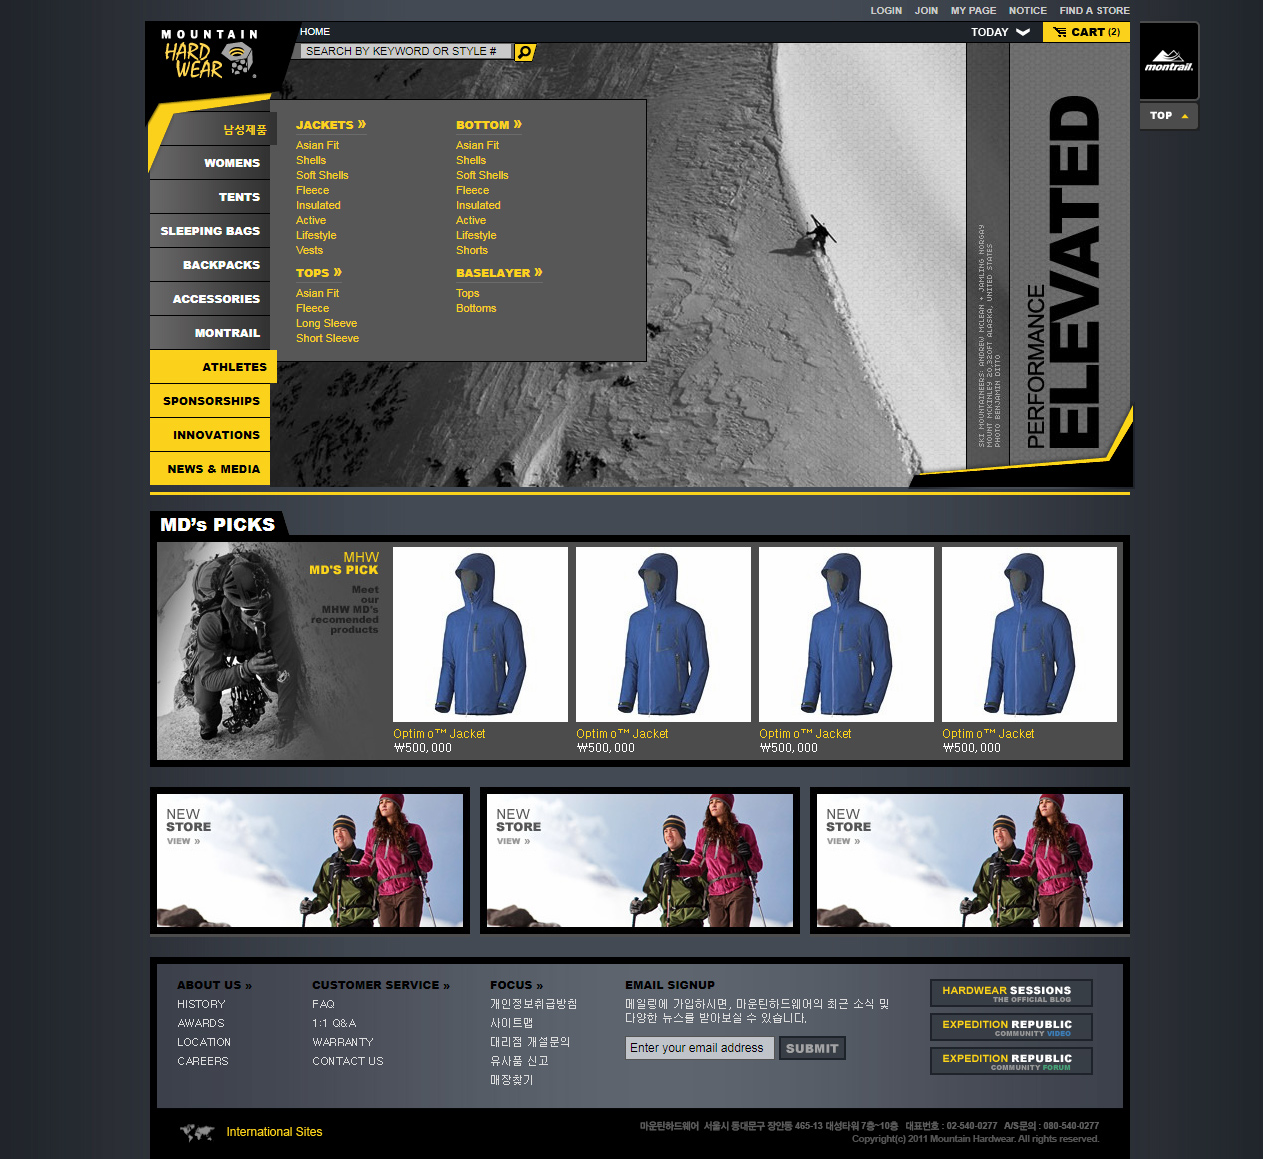 LOGIN JOIN MY PAGE NOTICE FIND A STORE
MOUNTAIN
HARD
WEAR
HOME
TODAY
CART (2)
SEARCH BY KEYWORD OR STYLE #
montrail.
TOP
남성제품
WOMENS
TENTS
SLEEPING BAGS
BACKPACKS
ACCESSORIES
MONTRAIL
ATHLETES
SPONSORSHIPS
INNOVATIONS
NEWS & MEDIA
JACKETS »
Asian Fit
Shells
Soft Shells
Fleece
Insulated
Active
Lifestyle
Vests
BOTTOM »
Asian Fit
Shells
Soft Shells
Fleece
Insulated
Active
Lifestyle
Shorts
TOPS »
Asian Fit
Fleece
Long Sleeve
Short Sleeve
BASELAYER »
Tops
Bottoms
SKI MOUNTAINEERS: ANDREW MCLEAN + JAMLING NORGAY
MOUNT MCKINLEY 20,320FT ALASKA, UNITED STATES
PHOTO BENJAMIN DITTO
PERFORMANCE
ELEVATED
MD's PICKS
MHW
MD'S PICK
Meet
our
MHW MD's
recomended
products
Optimo™ Jacket
₩500,000
Optimo™ Jacket
₩500,000
Optimo™ Jacket
₩500,000
Optimo™ Jacket
₩500,000
NEW
STORE
VIEW »
NEW
STORE
VIEW »
NEW
STORE
VIEW »
ABOUT US »
HISTORY
AWARDS
LOCATION
CAREERS
CUSTOMER SERVICE »
FAQ
1:1 Q&A
WARRANTY
CONTACT US
FOCUS »
개인정보취급방침
사이트맵
대리점 개설문의
유사품 신고
매장찾기
EMAIL SIGNUP
메일링에 가입하시면, 마운틴하드웨어의 최근 소식 및
다양한 뉴스를 받아보실 수 있습니다.
Enter your email address
SUBMIT
HARDWEAR SESSIONS
THE OFFICIAL BLOG
EXPEDITION REPUBLIC
COMMUNITY VIDEO
EXPEDITION REPUBLIC
COMMUNITY FORUM
International Sites
마운틴하드웨어 서울시 동대문구 장안동 465-13 대성타워 7층~10층 대표번호 : 02-540-0277 A/S문의 : 080-540-0277
Copyright(c) 2011 Mountain Hardwear. All rights reserved.